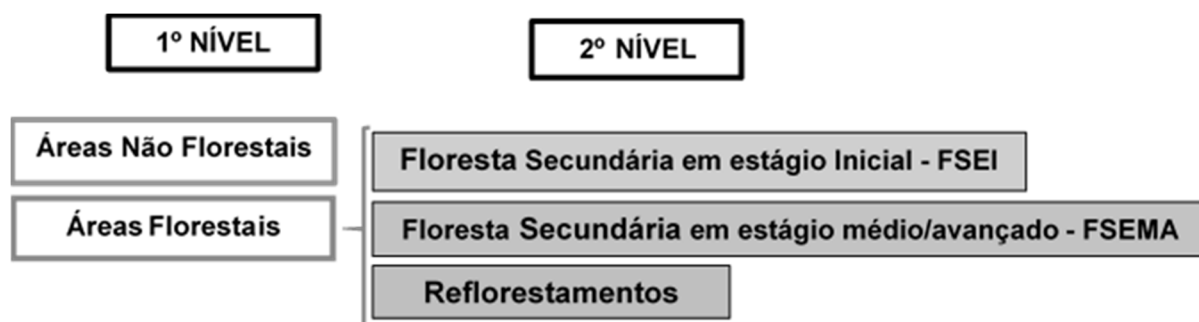 1º NÍVEL
2º NÍVEL
Áreas Não Florestais
Floresta Secundária em estágio Inicial - FSEI
Áreas Florestais
Floresta Secundária em estágio médio/avançado - FSEMA
Reflorestamentos